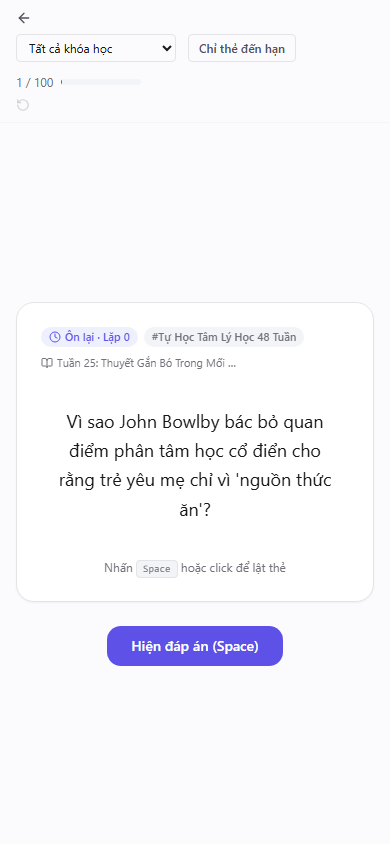 Tất cả khóa học
Chỉ thẻ đến hạn
1 / 100
Ôn lại · Lặp 0
#Tự Học Tâm Lý Học 48 Tuần
Tuần 25: Thuyết Gắn Bó Trong Mối ...
Vì sao John Bowlby bác bỏ quan
điểm phân tâm học cổ điển cho
rằng trẻ yêu mẹ chỉ vì 'nguồn thức
ăn'?
Nhấn Space hoặc click để lật thẻ
Hiện đáp án (Space)